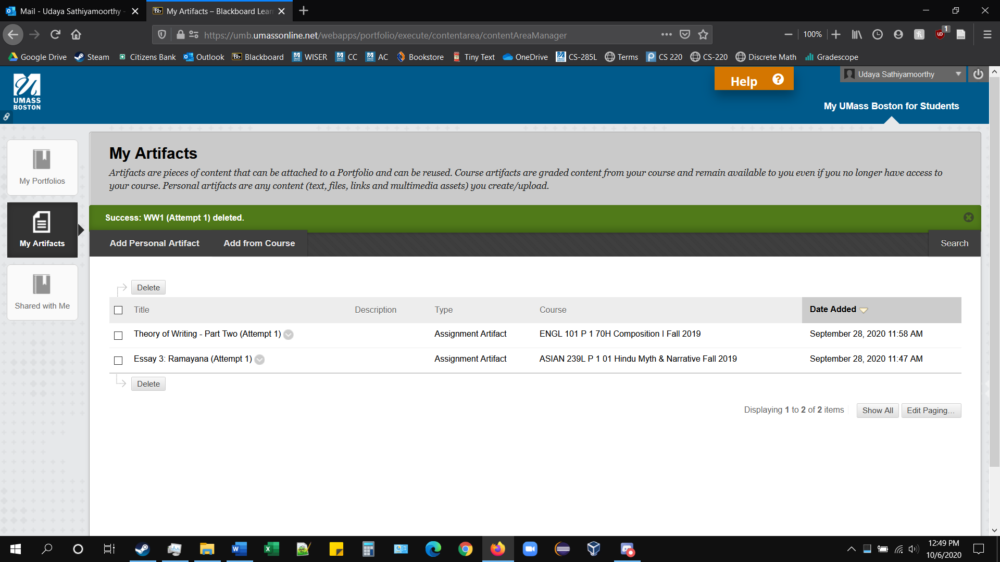 Mail - Udaya Sathiyamoorthy -
My Artifacts – Blackboard Lear
https://umb.umassonline.net/webapps/portfolio/execute/contentarea/contentAreaManager
100%
1
Google Drive Steam Citizens Bank Outlook Blackboard WISER CC AC Bookstore Tiny Text OneDrive CS-285L Terms CS 220 CS-220 Discrete Math Gradescope
UMASS
BOSTON
Help
Udaya Sathiyamoorthy
My UMass Boston for Students
My Portfolios
My Artifacts
Shared with Me
My Artifacts
Artifacts are pieces of content that can be attached to a Portfolio and can be reused. Course artifacts are graded content from your course and remain available to you even if you no longer have access to
your course. Personal artifacts are any content (text, files, links and multimedia assets) you create/upload.
Success: WW1 (Attempt 1) deleted.
Add Personal Artifact Add from Course Search
Delete
Title Description Type Course Date Added
Theory of Writing - Part Two (Attempt 1) Assignment Artifact ENGL 101 P 1 70H Composition I Fall 2019 September 28, 2020 11:58 AM
Essay 3: Ramayana (Attempt 1) Assignment Artifact ASIAN 239L P 1 01 Hindu Myth & Narrative Fall 2019 September 28, 2020 11:47 AM
Delete
Displaying 1 to 2 of 2 items Show All Edit Paging...
12:49 PM
10/6/2020